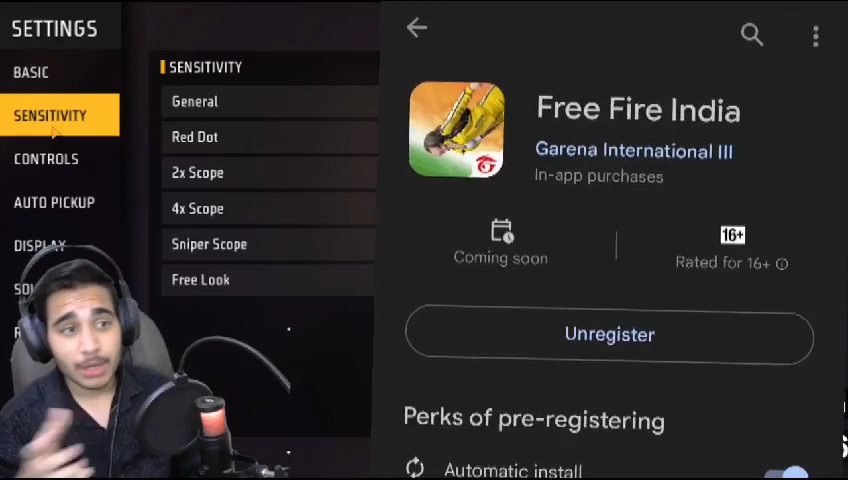 SETTINGS
BASIC
SENSITIVITY
CONTROLS
AUTO PICKUP
DISPLAY
SENSITIVITY
General
Red Dot
2x Scope
4x Scope
Sniper Scope
Free Look
Free Fire India
Garena International III
In-app purchases
Coming soon
16+
Rated for 16+
Unregister
Perks of pre-registering
Automatic install